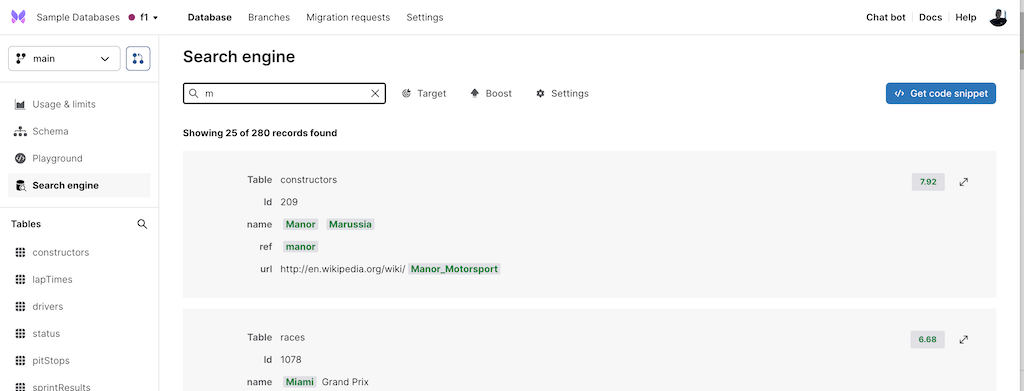 Sample Databases f1 Database Branches Migration requests Settings Chat bot Docs Help
main
Usage & limits
Schema
Playground
Search engine
Tables
constructors
lapTimes
drivers
status
pitStops
sprintResults
Search engine
m Target Boost Settings Get code snippet
Showing 25 of 280 records found
Table constructors 7.92
Id 209
name Manor Marussia
ref manor
url http://en.wikipedia.org/wiki/ Manor_Motorsport
Table races 6.68
Id 1078
name Miami Grand Prix